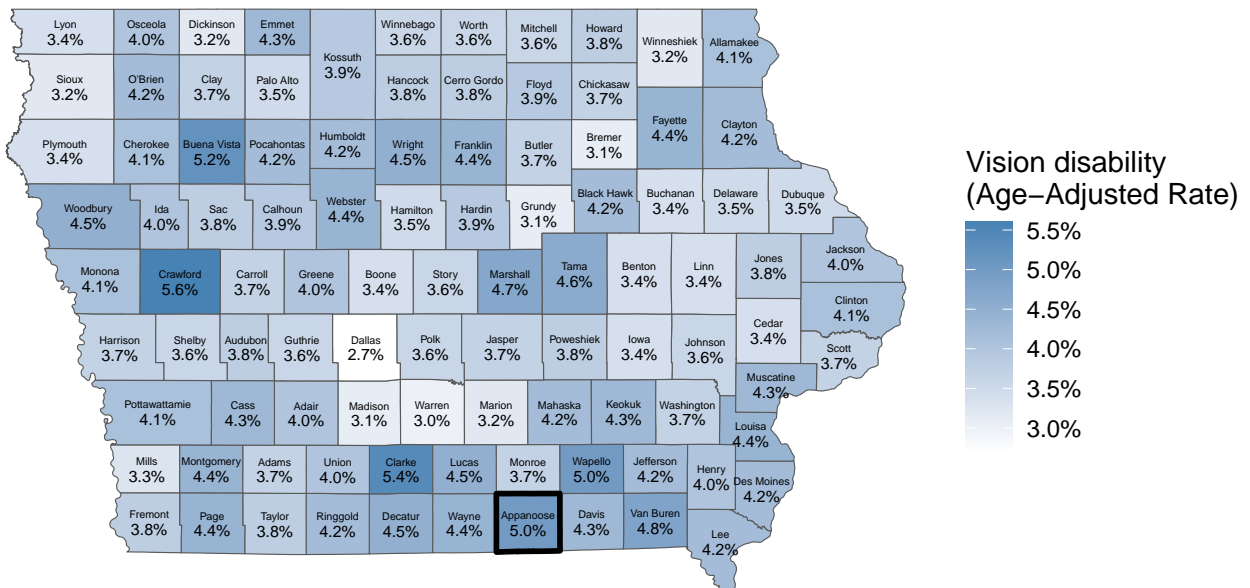 Lyon
3.4%
Osceola
4.0%
Dickinson
3.2%
Emmet
4.3%
Kossuth
3.9%
Winnebago
3.6%
Worth
3.6%
Mitchell
3.6%
Howard
3.8%
Winneshiek
3.2%
Allamakee
4.1%
Sioux
3.2%
O'Brien
4.2%
Clay
3.7%
Palo Alto
3.5%
Hancock
3.8%
Cerro Gordo
3.8%
Floyd
3.9%
Chickasaw
3.7%
Fayette
4.4%
Clayton
4.2%
Plymouth
3.4%
Cherokee
4.1%
Buena Vista
5.2%
Pocahontas
4.2%
Humboldt
4.2%
Wright
4.5%
Franklin
4.4%
Butler
3.7%
Bremer
3.1%
Woodbury
4.5%
Ida
4.0%
Sac
3.8%
Calhoun
3.9%
Webster
4.4%
Hamilton
3.5%
Hardin
3.9%
Grundy
3.1%
Black Hawk
4.2%
Buchanan
3.4%
Delaware
3.5%
Dubuque
3.5%
Monona
4.1%
Crawford
5.6%
Carroll
3.7%
Greene
4.0%
Boone
3.4%
Story
3.6%
Marshall
4.7%
Tama
4.6%
Benton
3.4%
Linn
3.4%
Jones
3.8%
Jackson
4.0%
Clinton
4.1%
Harrison
3.7%
Shelby
3.6%
Audubon
3.8%
Guthrie
3.6%
Dallas
2.7%
Polk
3.6%
Jasper
3.7%
Poweshiek
3.8%
Iowa
3.4%
Johnson
3.6%
Cedar
3.4%
Scott
3.7%
Muscatine
4.3%
Pottawattamie
4.1%
Cass
4.3%
Adair
4.0%
Madison
3.1%
Warren
3.0%
Marion
3.2%
Mahaska
4.2%
Keokuk
4.3%
Washington
3.7%
Louisa
4.4%
Mills
3.3%
Montgomery
4.4%
Adams
3.7%
Union
4.0%
Clarke
5.4%
Lucas
4.5%
Monroe
3.7%
Wapello
5.0%
Jefferson
4.2%
Henry
4.0%
Des Moines
4.2%
Fremont
3.8%
Page
4.4%
Taylor
3.8%
Ringgold
4.2%
Decatur
4.5%
Wayne
4.4%
Appanoose
5.0%
Davis
4.3%
Van Buren
4.8%
Lee
4.2%
Vision disability
(Age−Adjusted Rate)
5.5%
5.0%
4.5%
4.0%
3.5%
3.0%